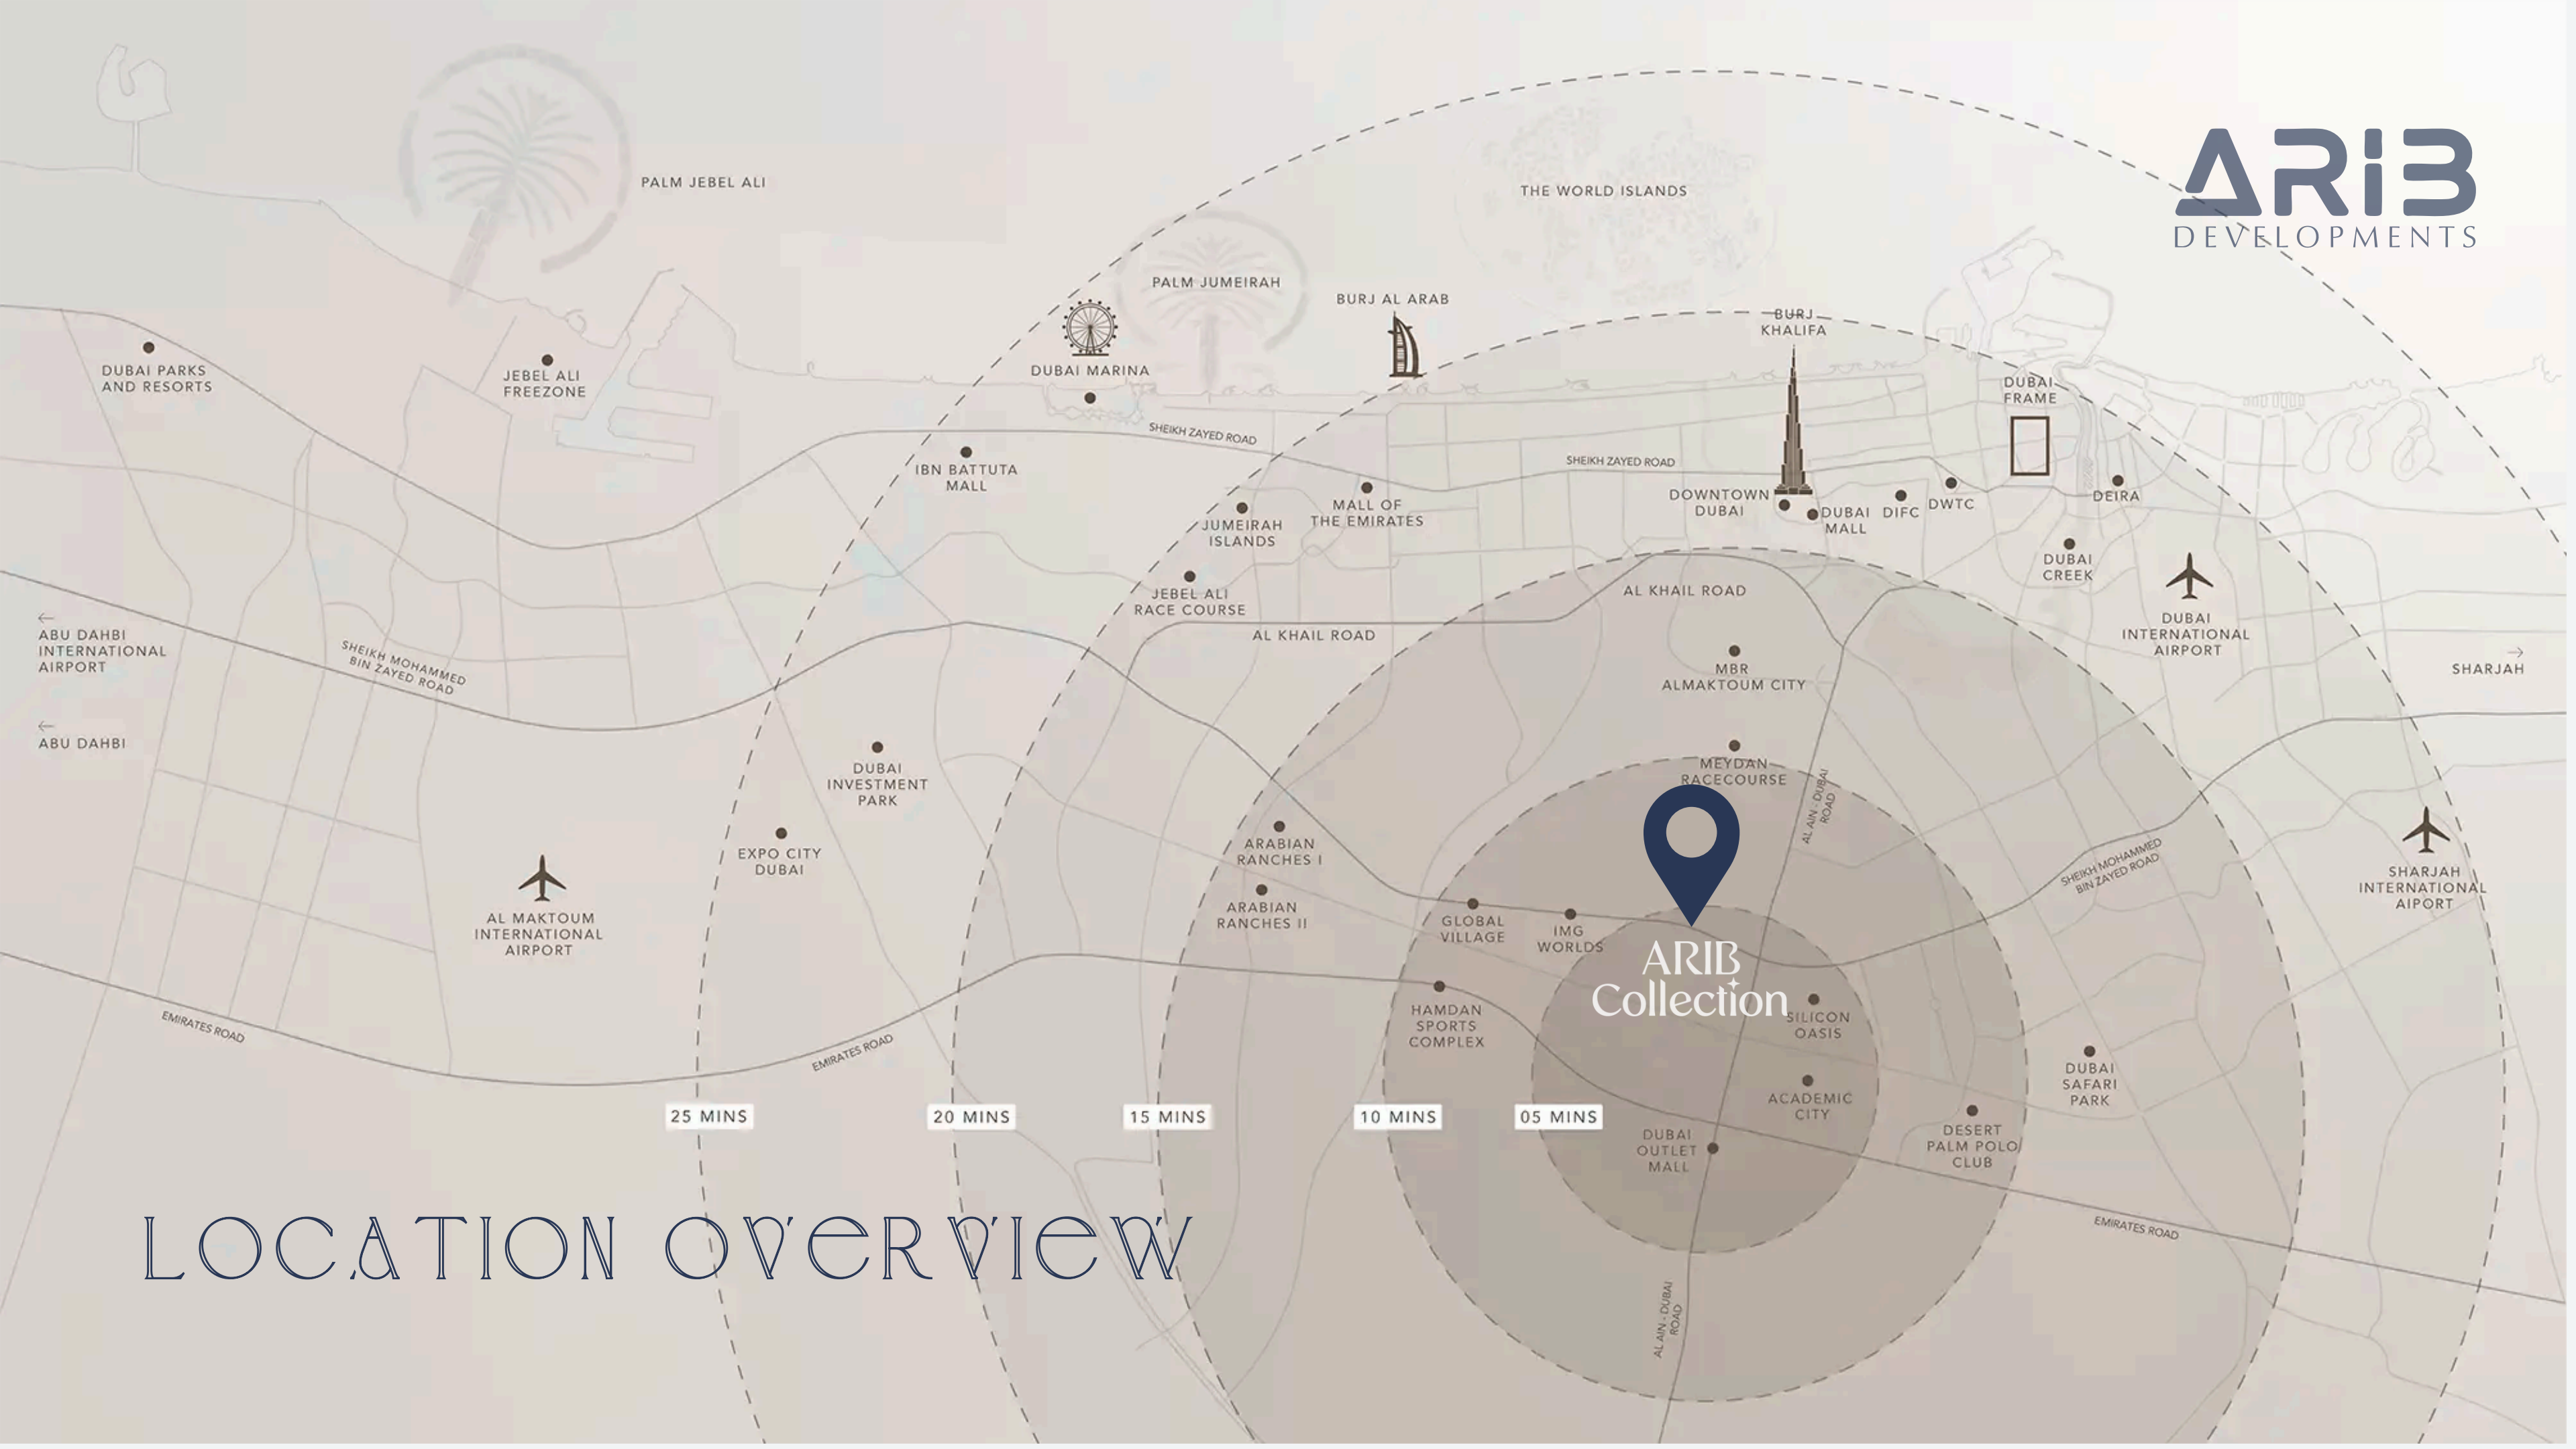 ARIB
DEVELOPMENTS
PALM JEBEL ALI
THE WORLD ISLANDS
PALM JUMEIRAH
BURJ AL ARAB
BURJ
KHALIFA
DUBAI PARKS
AND RESORTS
JEBEL ALI
FREEZONE
DUBAI MARINA
DUBAI
FRAME
SHEIKH ZAYED ROAD
SHEIKH ZAYED ROAD
IBN BATTUTA
MALL
JUMEIRAH
ISLANDS
MALL OF
THE EMIRATES
DOWNTOWN
DUBAI
DUBAI
MALL
DIFC
DWTC
DEIRA
DUBAI
CREEK
JEBEL ALI
RACE COURSE
AL KHAIL ROAD
AL KHAIL ROAD
DUBAI
INTERNATIONAL
AIRPORT
←
ABU DAHBI
INTERNATIONAL
AIRPORT
SHEIKH MOHAMMED
BIN ZAYED ROAD
→
SHARJAH
MBR
ALMAKTOUM CITY
←
ABU DAHBI
DUBAI
INVESTMENT
PARK
MEYDAN
RACECOURSE
AL AIN - DUBAI
ROAD
EXPO CITY
DUBAI
ARABIAN
RANCHES I
ARABIAN
RANCHES II
SHEIKH MOHAMMED
BIN ZAYED ROAD
SHARJAH
INTERNATIONAL
AIPORT
AL MAKTOUM
INTERNATIONAL
AIRPORT
GLOBAL
VILLAGE
IMG
WORLDS
ARIB
Collection
HAMDAN
SPORTS
COMPLEX
SILICON
OASIS
EMIRATES ROAD
EMIRATES ROAD
DUBAI
SAFARI
PARK
ACADEMIC
CITY
25 MINS
20 MINS
15 MINS
10 MINS
05 MINS
DUBAI
OUTLET
MALL
DESERT
PALM POLO
CLUB
EMIRATES ROAD
LOCATION OVERVIEW
AL AIN - DUBAI
ROAD